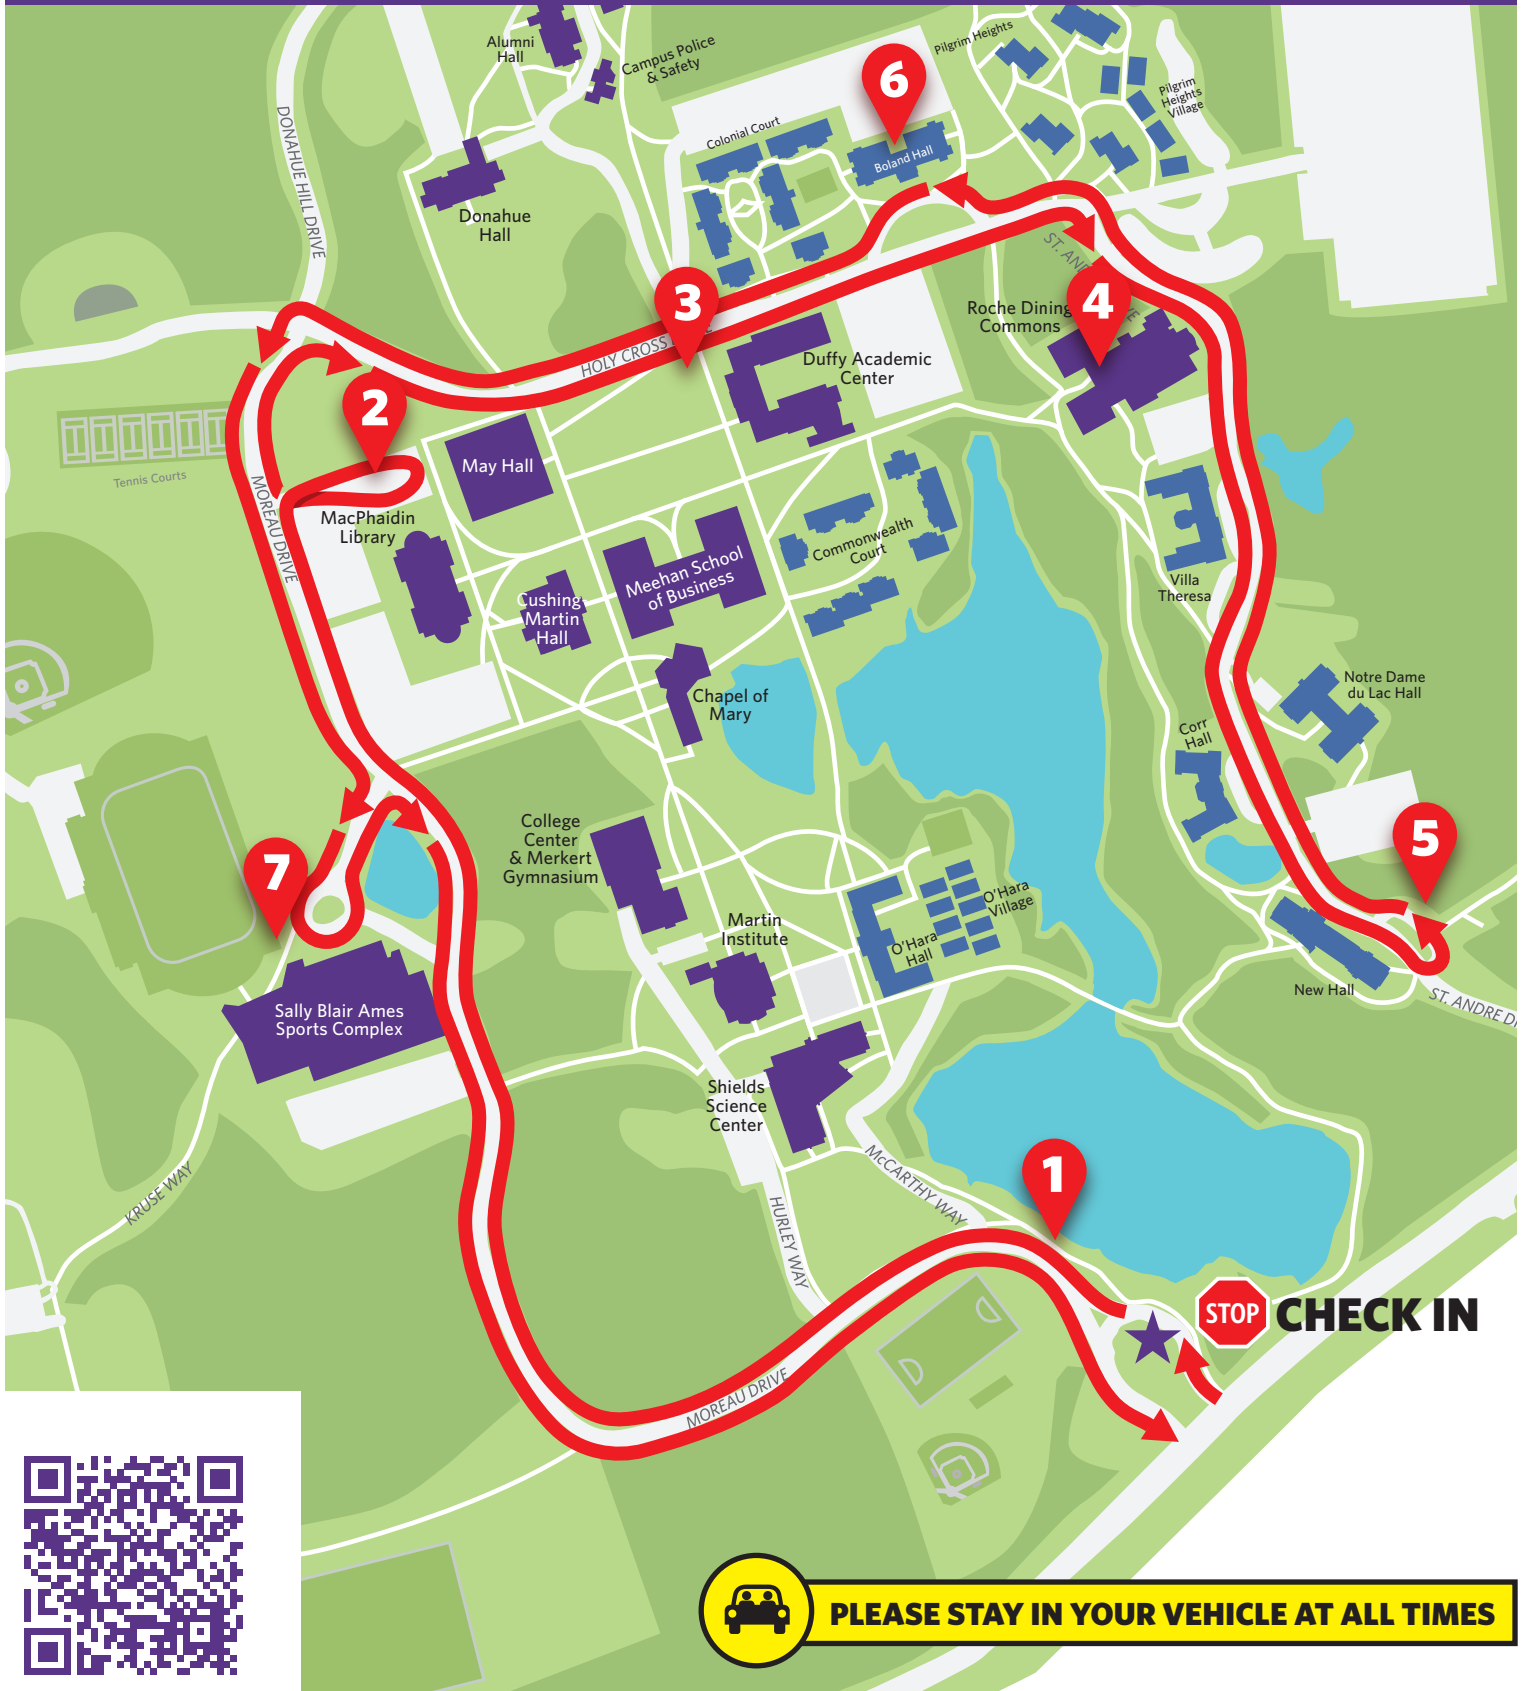 Alumni
Hall
Campus Police
& Safety
Pilgrim Heights
Pilgrim
Heights
Village
6
Colonial Court
Boland Hall
DONAHUE HILL DRIVE
Donahue
Hall
3
HOLY CROSS
Roche Dining
Commons
4
Duffy Academic
Center
2
Tennis Courts
May Hall
MOREAU DRIVE
MacPhaidin
Library
Commonwealth
Court
Meehan School
of Business
Cushing-
Martin
Hall
Villa
Theresa
Chapel of
Mary
Notre Dame
du Lac Hall
Corr
Hall
5
7
College
Center
& Merkert
Gymnasium
O'Hara
Village
O'Hara
Hall
Martin
Institute
New Hall
ST. ANDRE D
Sally Blair Ames
Sports Complex
Shields
Science
Center
KRUSE WAY
McCARTHY WAY
1
HURLEY WAY
STOP
CHECK IN
MOREAU DRIVE
PLEASE STAY IN YOUR VEHICLE AT ALL TIMES